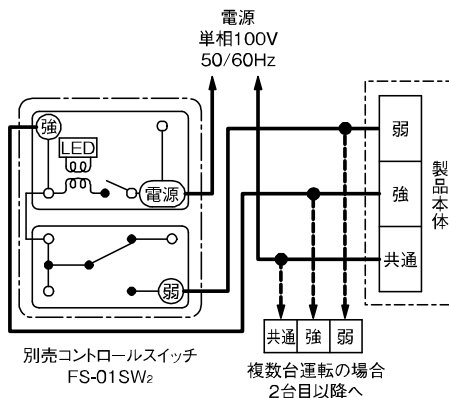 電源
単相100V
50/60Hz
強
LED
電源
弱
弱
強
共通
製品本体
共通 強 弱
別売コントロールスイッチ
FS-01SW2
複数台運転の場合
2台目以降へ